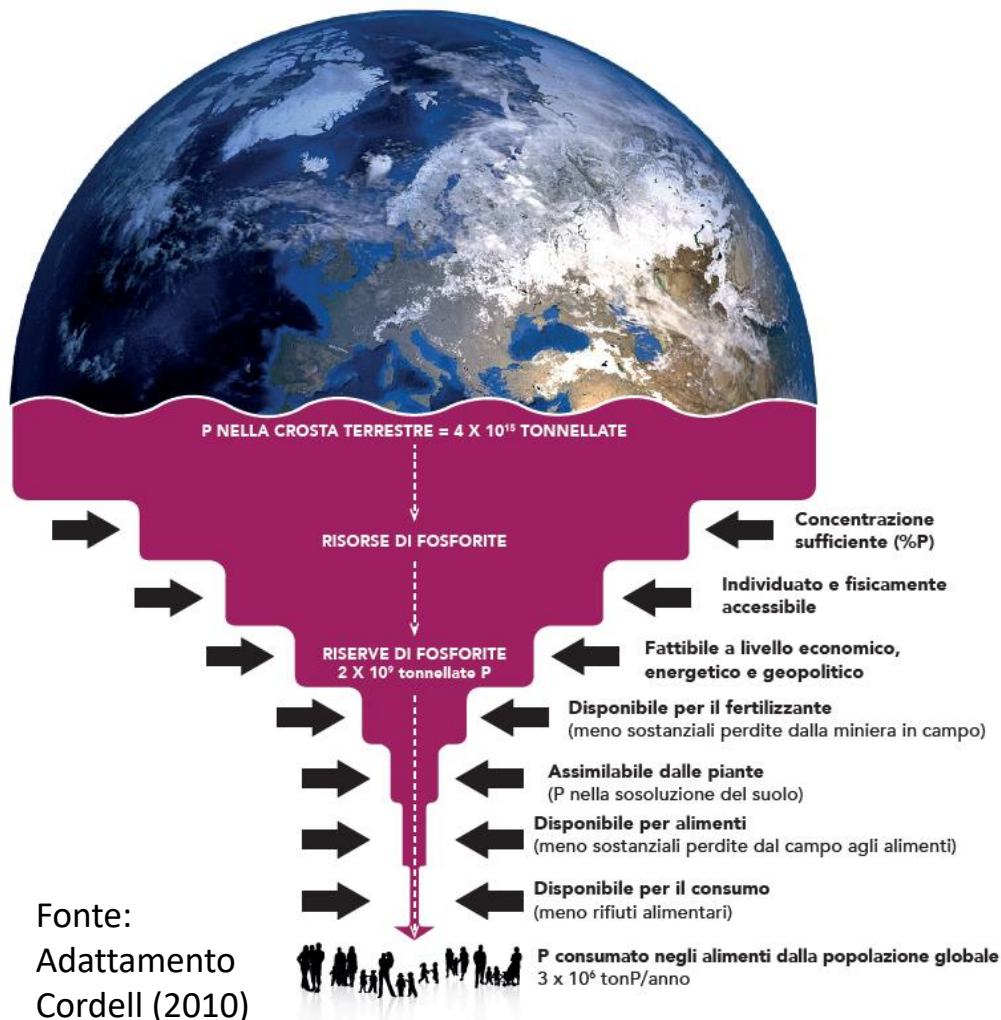 P NELLA CROSTA TERRESTRE = 4 X 10¹⁵ TONNELLATE
RISORSE DI FOSFORITE
Concentrazione
sufficiente (%P)
Individuato e fisicamente
accessibile
RISERVE DI FOSFORITE
2 X 10⁹ tonnellate P
Fattibile a livello economico,
energetico e geopolitico
Disponibile per il fertilizzante
(meno sostanziali perdite dalla miniera in campo)
Assimilabile dalle piante
(P nella sosoluzione del suolo)
Disponibile per alimenti
(meno sostanziali perdite dal campo agli alimenti)
Disponibile per il consumo
(meno rifiuti alimentari)
P consumato negli alimenti dalla popolazione globale
3 x 10⁶ tonP/anno
Fonte:
Adattamento
Cordell (2010)